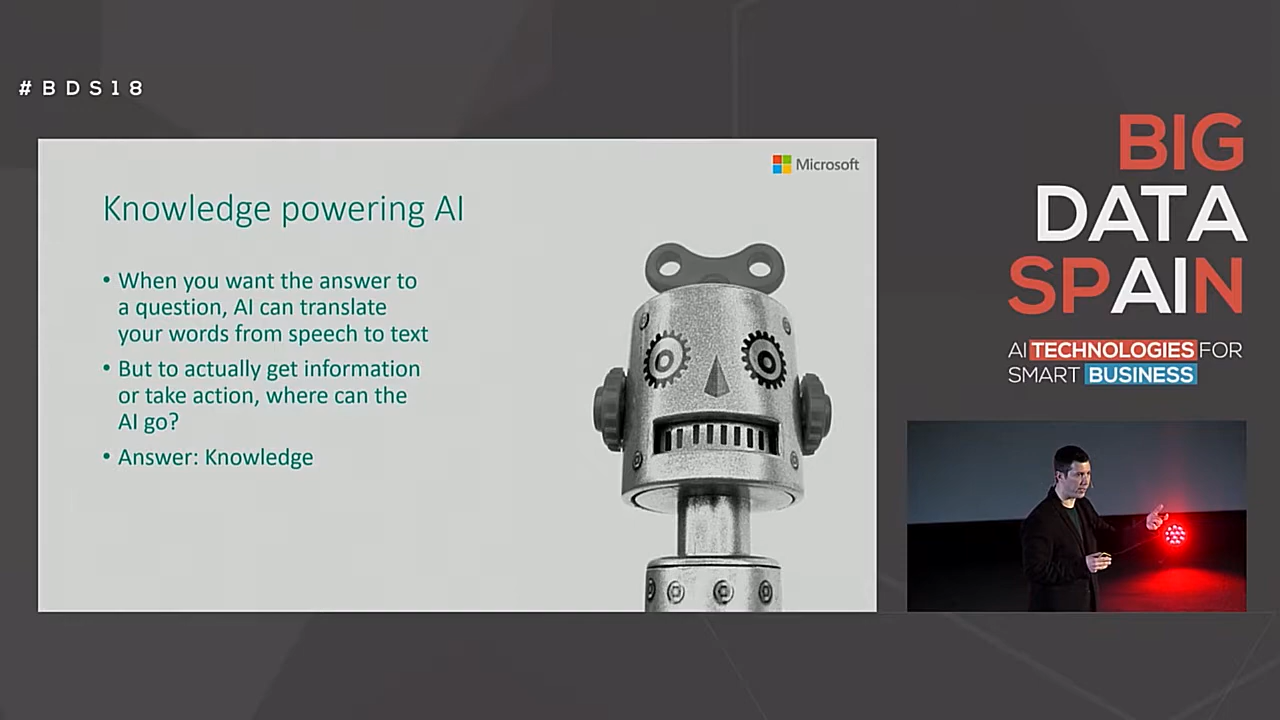 #BDS18
Microsoft
Knowledge powering AI
• When you want the answer to
a question, AI can translate
your words from speech to text
• But to actually get information
or take action, where can the
AI go?
• Answer: Knowledge
BIG
DATA
SPAIN
AI TECHNOLOGIES FOR
SMART BUSINESS